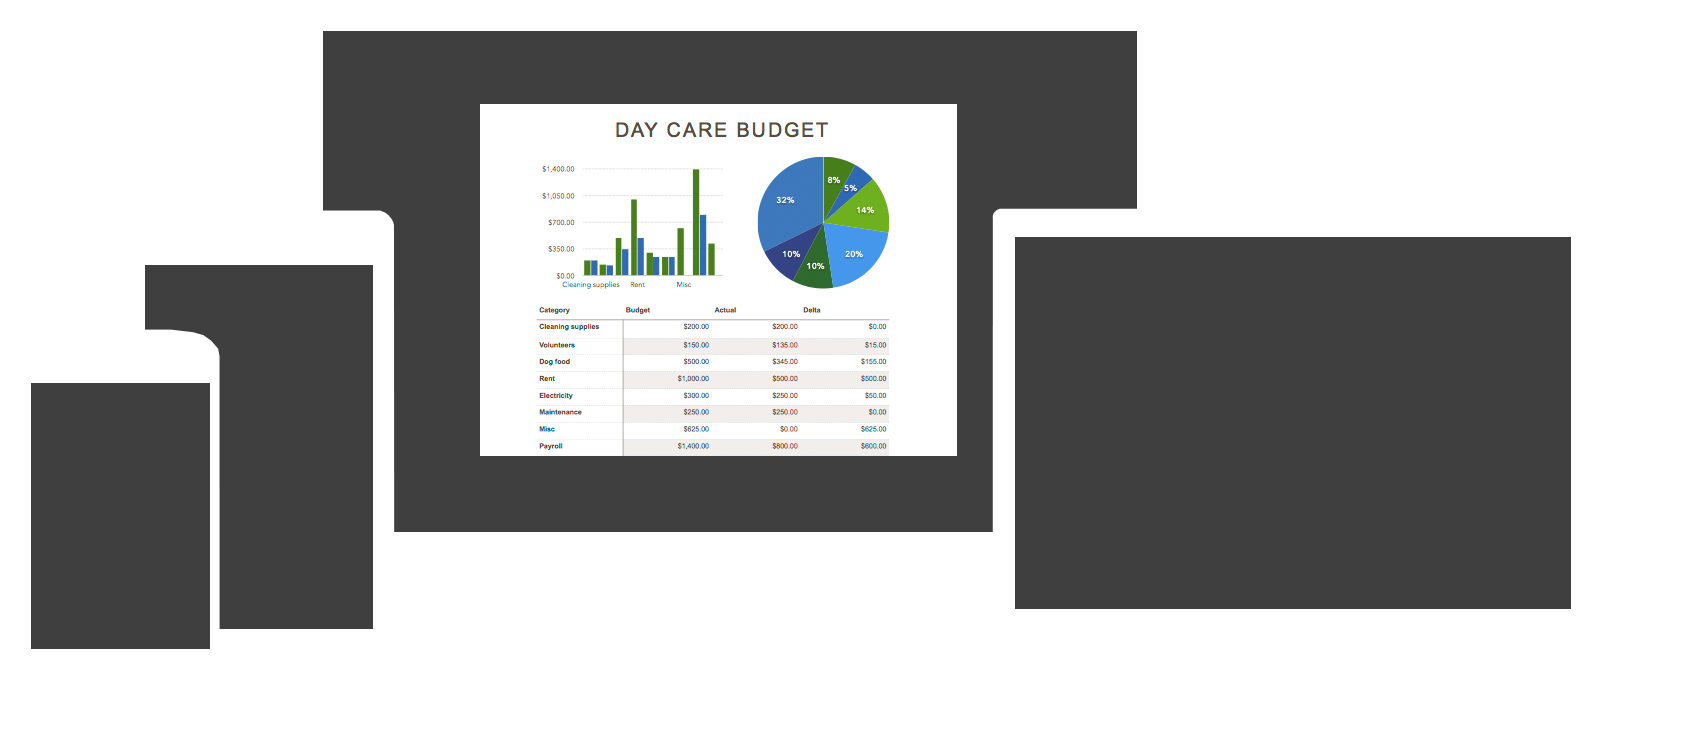 DAY CARE BUDGET
$1,400.00
$1,050.00
$700.00
$350.00
$0.00
Cleaning supplies Rent Misc
8%
5%
14%
20%
10%
10%
32%
Category Budget Actual Delta
Cleaning supplies $200.00 $200.00 $0.00
Volunteers $150.00 $135.00 $15.00
Dog food $500.00 $345.00 $155.00
Rent $1,000.00 $500.00 $500.00
Electricity $300.00 $250.00 $50.00
Maintenance $250.00 $250.00 $0.00
Misc $625.00 $0.00 $625.00
Payroll $1,400.00 $800.00 $600.00